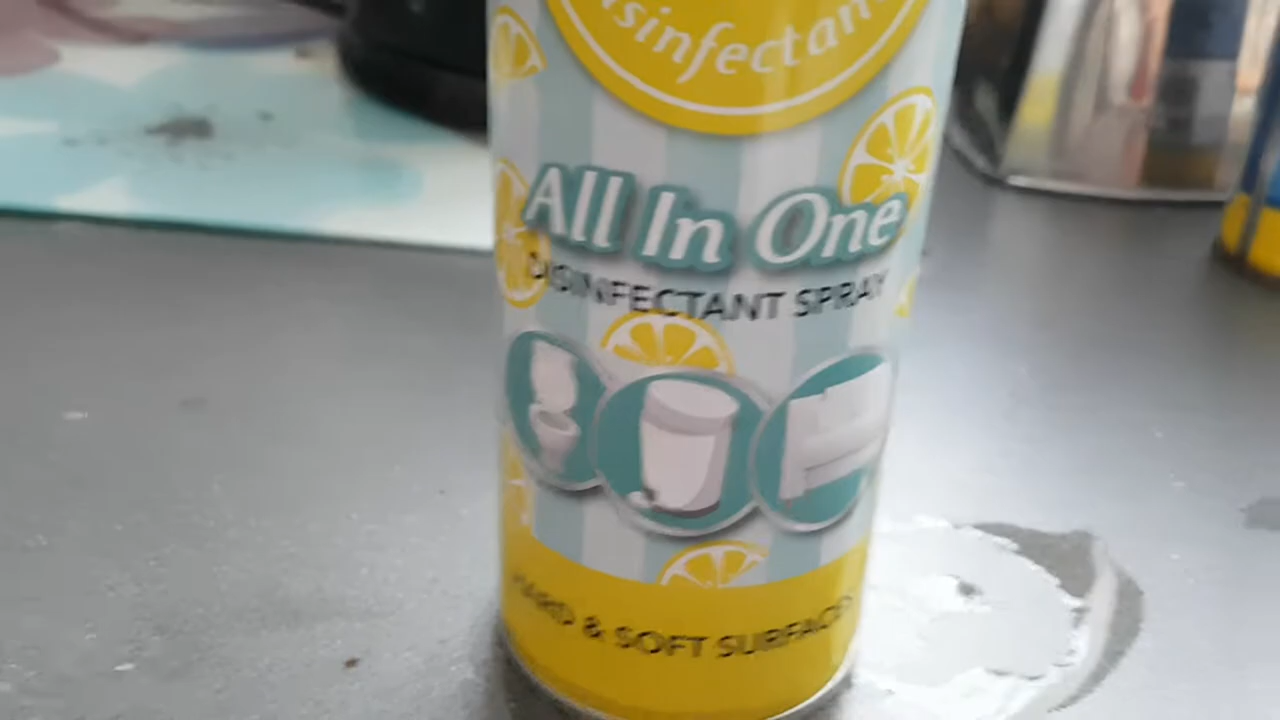 Disinfectant
All In One
DISINFECTANT SPRAY
HARD & SOFT SURFACES